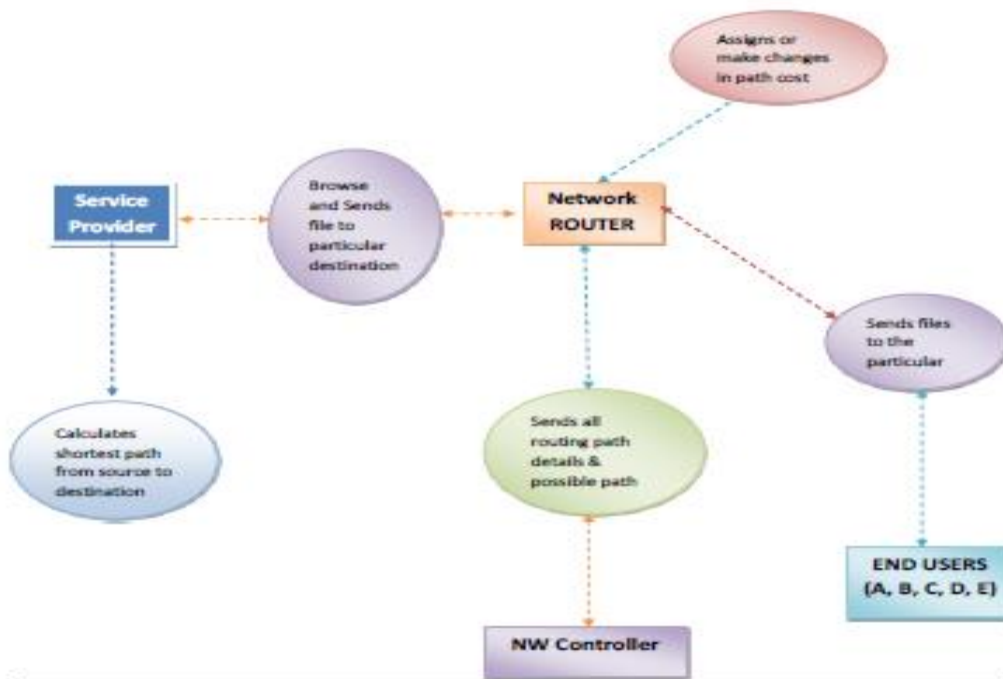 Assigns or
make changes
in path cost
Service
Provider
Browse
and Sends
file to
particular
destination
Network
ROUTER
Sends files
to the
particular
Calculates
shortest path
from source to
destination
Sends all
routing path
details &
possible path
END USERS
(A, B, C, D, E)
NW Controller